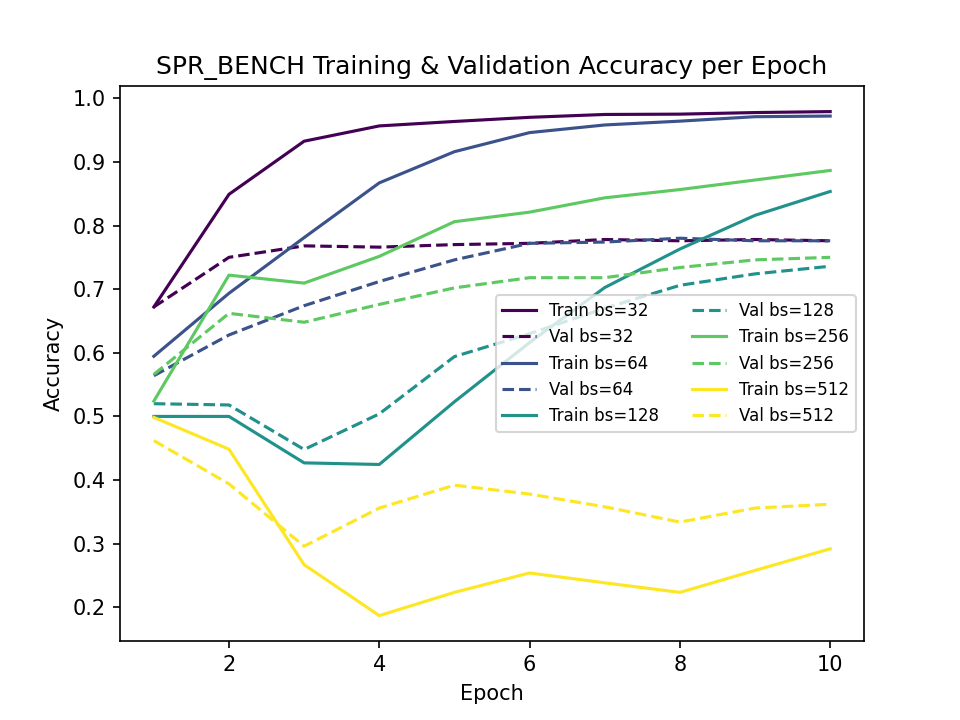 SPR_BENCH Training & Validation Accuracy per Epoch
1.0
0.9
0.8
0.7
0.6
0.5
0.4
0.3
0.2
Accuracy
Train bs=32
Val bs=32
Train bs=64
Val bs=64
Train bs=128
Val bs=128
Train bs=256
Val bs=256
Train bs=512
Val bs=512
2
4
6
8
10
Epoch